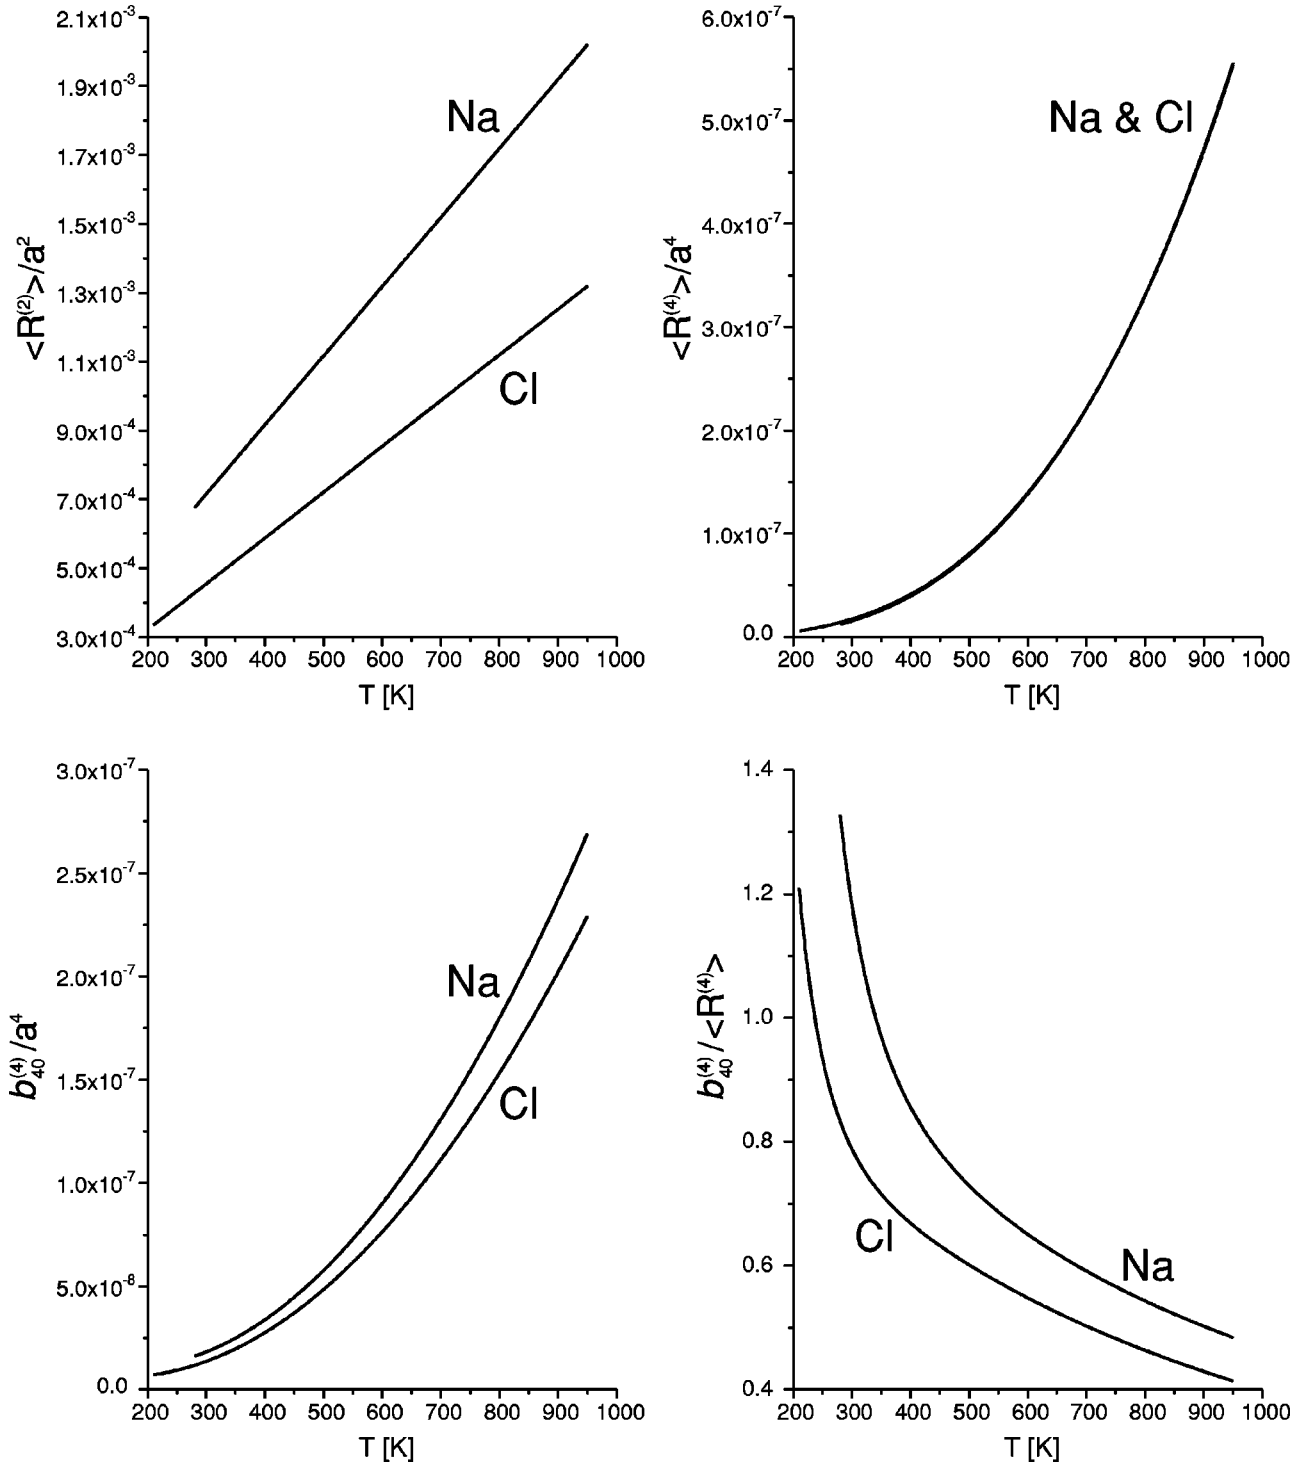 2.1x10⁻³
1.9x10⁻³
1.7x10⁻³
1.5x10⁻³
1.3x10⁻³
1.1x10⁻³
9.0x10⁻⁴
7.0x10⁻⁴
5.0x10⁻⁴
3.0x10⁻⁴
<R⁽²⁾>/a²
Na
Cl
200 300 400 500 600 700 800 900 1000
T [K]
6.0x10⁻⁷
5.0x10⁻⁷
4.0x10⁻⁷
3.0x10⁻⁷
2.0x10⁻⁷
1.0x10⁻⁷
0.0
<R⁽⁴⁾>/a⁴
Na & Cl
200 300 400 500 600 700 800 900 1000
T [K]
3.0x10⁻⁷
2.5x10⁻⁷
2.0x10⁻⁷
1.5x10⁻⁷
1.0x10⁻⁷
5.0x10⁻⁸
0.0
b₄₀⁽⁴⁾/a⁴
Na
Cl
200 300 400 500 600 700 800 900 1000
T [K]
1.4
1.2
1.0
0.8
0.6
0.4
b₄₀⁽⁴⁾/<R⁽⁴⁾>
Cl
Na
200 300 400 500 600 700 800 900 1000
T [K]